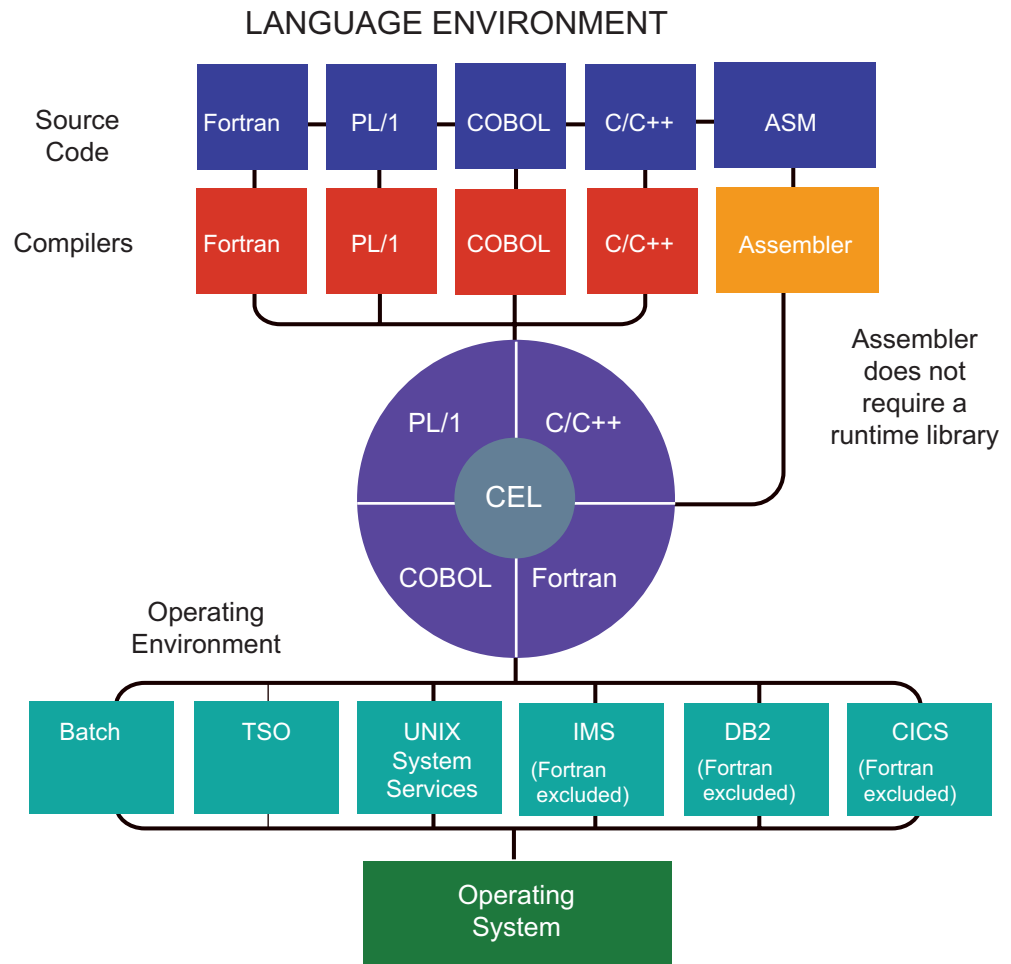 LANGUAGE ENVIRONMENT
Source
Code
Fortran
PL/1
COBOL
C/C++
ASM
Compilers
Fortran
PL/1
COBOL
C/C++
Assembler
Assembler
does not
require a
runtime library
PL/1
C/C++
CEL
COBOL
Fortran
Operating
Environment
Batch
TSO
UNIX
System
Services
IMS
(Fortran
excluded)
DB2
(Fortran
excluded)
CICS
(Fortran
excluded)
Operating
System